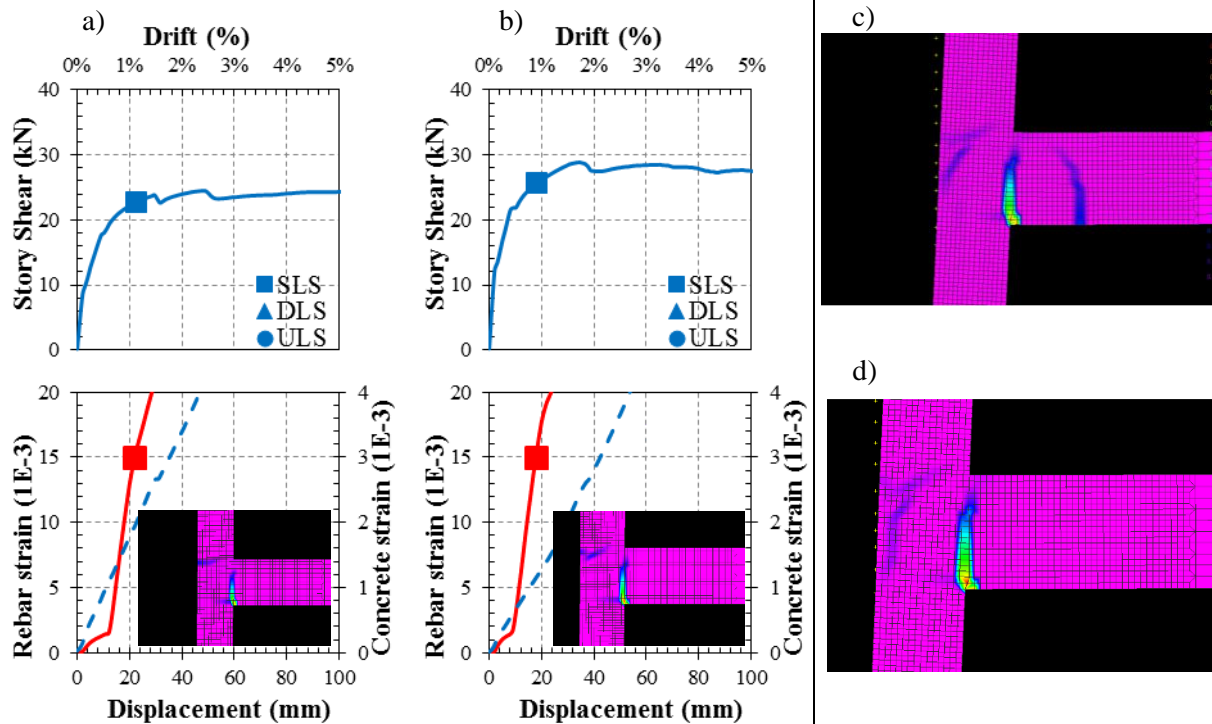 a)
Drift (%)
0% 1% 2% 3% 4% 5%
Story Shear (kN)
40
30
20
10
0
SLS
DLS
ULS
Rebar strain (1E-3)
20
15
10
5
0
Concrete strain (1E-3)
4
3
2
1
0
0 20 40 60 80 100
Displacement (mm)
b)
Drift (%)
0% 1% 2% 3% 4% 5%
Story Shear (kN)
40
30
20
10
0
SLS
DLS
ULS
Rebar strain (1E-3)
20
15
10
5
0
Concrete strain (1E-3)
4
3
2
1
0
0 20 40 60 80 100
Displacement (mm)
c)
d)